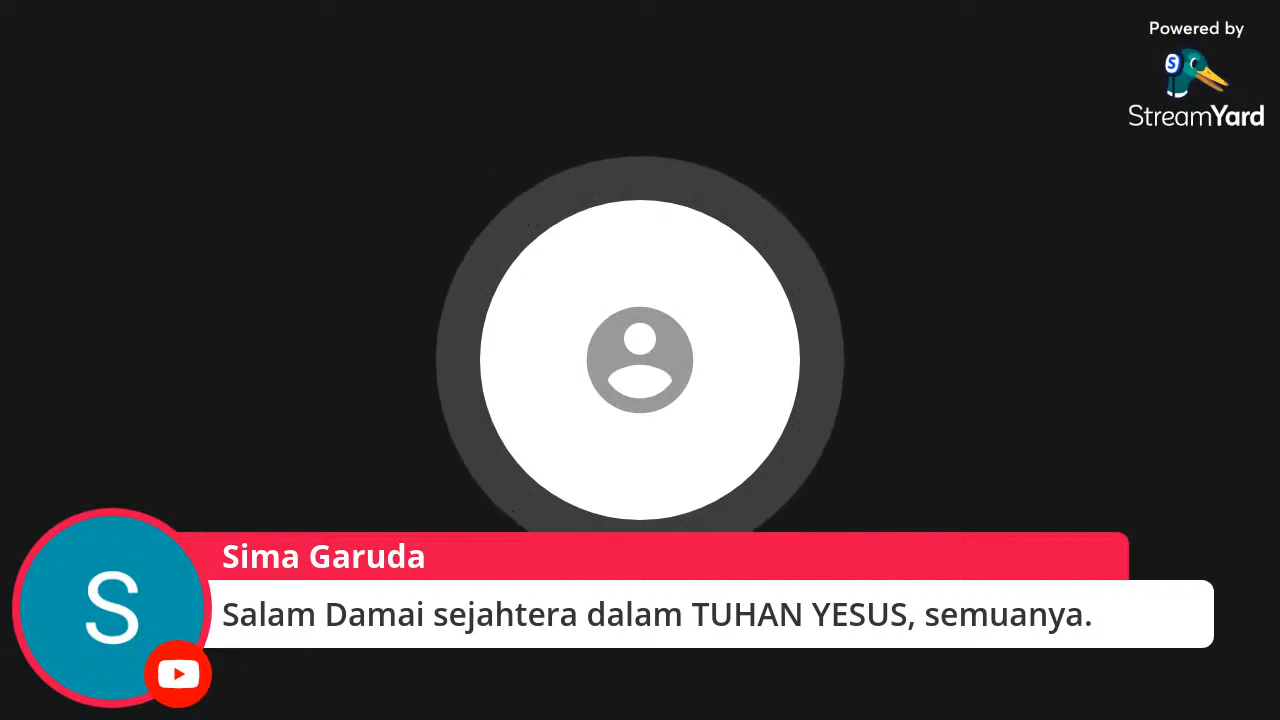 Powered by
StreamYard
Sima Garuda
Salam Damai sejahtera dalam TUHAN YESUS, semuanya.
S
S